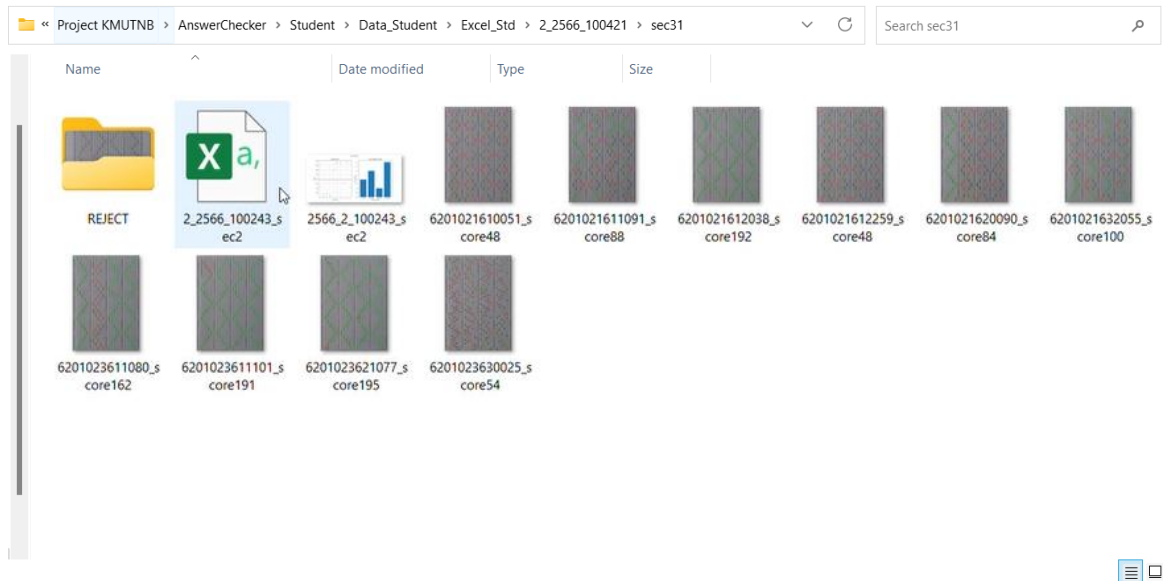 « Project KMUTNB > AnswerChecker > Student > Data_Student > Excel_Std > 2_2566_100421 > sec31
Search sec31
Name
Date modified
Type
Size
X a,
REJECT
2_2566_100243_s
ec2
2566_2_100243_s
ec2
6201021610051_s
core48
6201021611091_s
core88
6201021612038_s
core192
6201021612259_s
core48
6201021620090_s
core84
6201021632055_s
core100
6201023611080_s
core162
6201023611101_s
core191
6201023621077_s
core195
6201023630025_s
core54